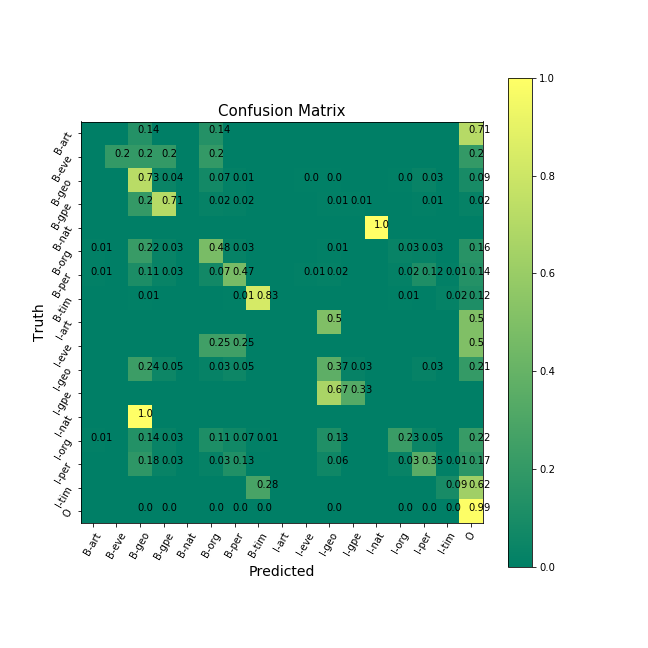 Confusion Matrix
1.0
0.8
0.6
0.4
0.2
0.0
Truth
B-art 0.14 0.14 0.71
B-eve 0.2 0.2 0.2 0.2 0.2
B-geo 0.73 0.04 0.07 0.01 0.0 0.0 0.0 0.03 0.09
B-gpe 0.2 0.71 0.02 0.02 0.01 0.01 0.01 0.02
B-nat 1.0
B-org 0.01 0.22 0.03 0.48 0.03 0.01 0.03 0.03 0.16
B-per 0.01 0.11 0.03 0.07 0.47 0.01 0.02 0.02 0.12 0.01 0.14
B-tim 0.01 0.01 0.83 0.01 0.02 0.12
I-art 0.5 0.5
I-eve 0.25 0.25 0.5
I-geo 0.24 0.05 0.03 0.05 0.37 0.03 0.03 0.21
I-gpe 0.67 0.33
I-nat 1.0
I-org 0.01 0.14 0.03 0.11 0.07 0.01 0.13 0.23 0.05 0.22
I-per 0.18 0.03 0.03 0.13 0.06 0.03 0.35 0.01 0.17
I-tim 0.28 0.09 0.62
O 0.0 0.0 0.0 0.0 0.0 0.0 0.0 0.0 0.0 0.99
B-art B-eve B-geo B-gpe B-nat B-org B-per B-tim I-art I-eve I-geo I-gpe I-nat I-org I-per I-tim O
Predicted